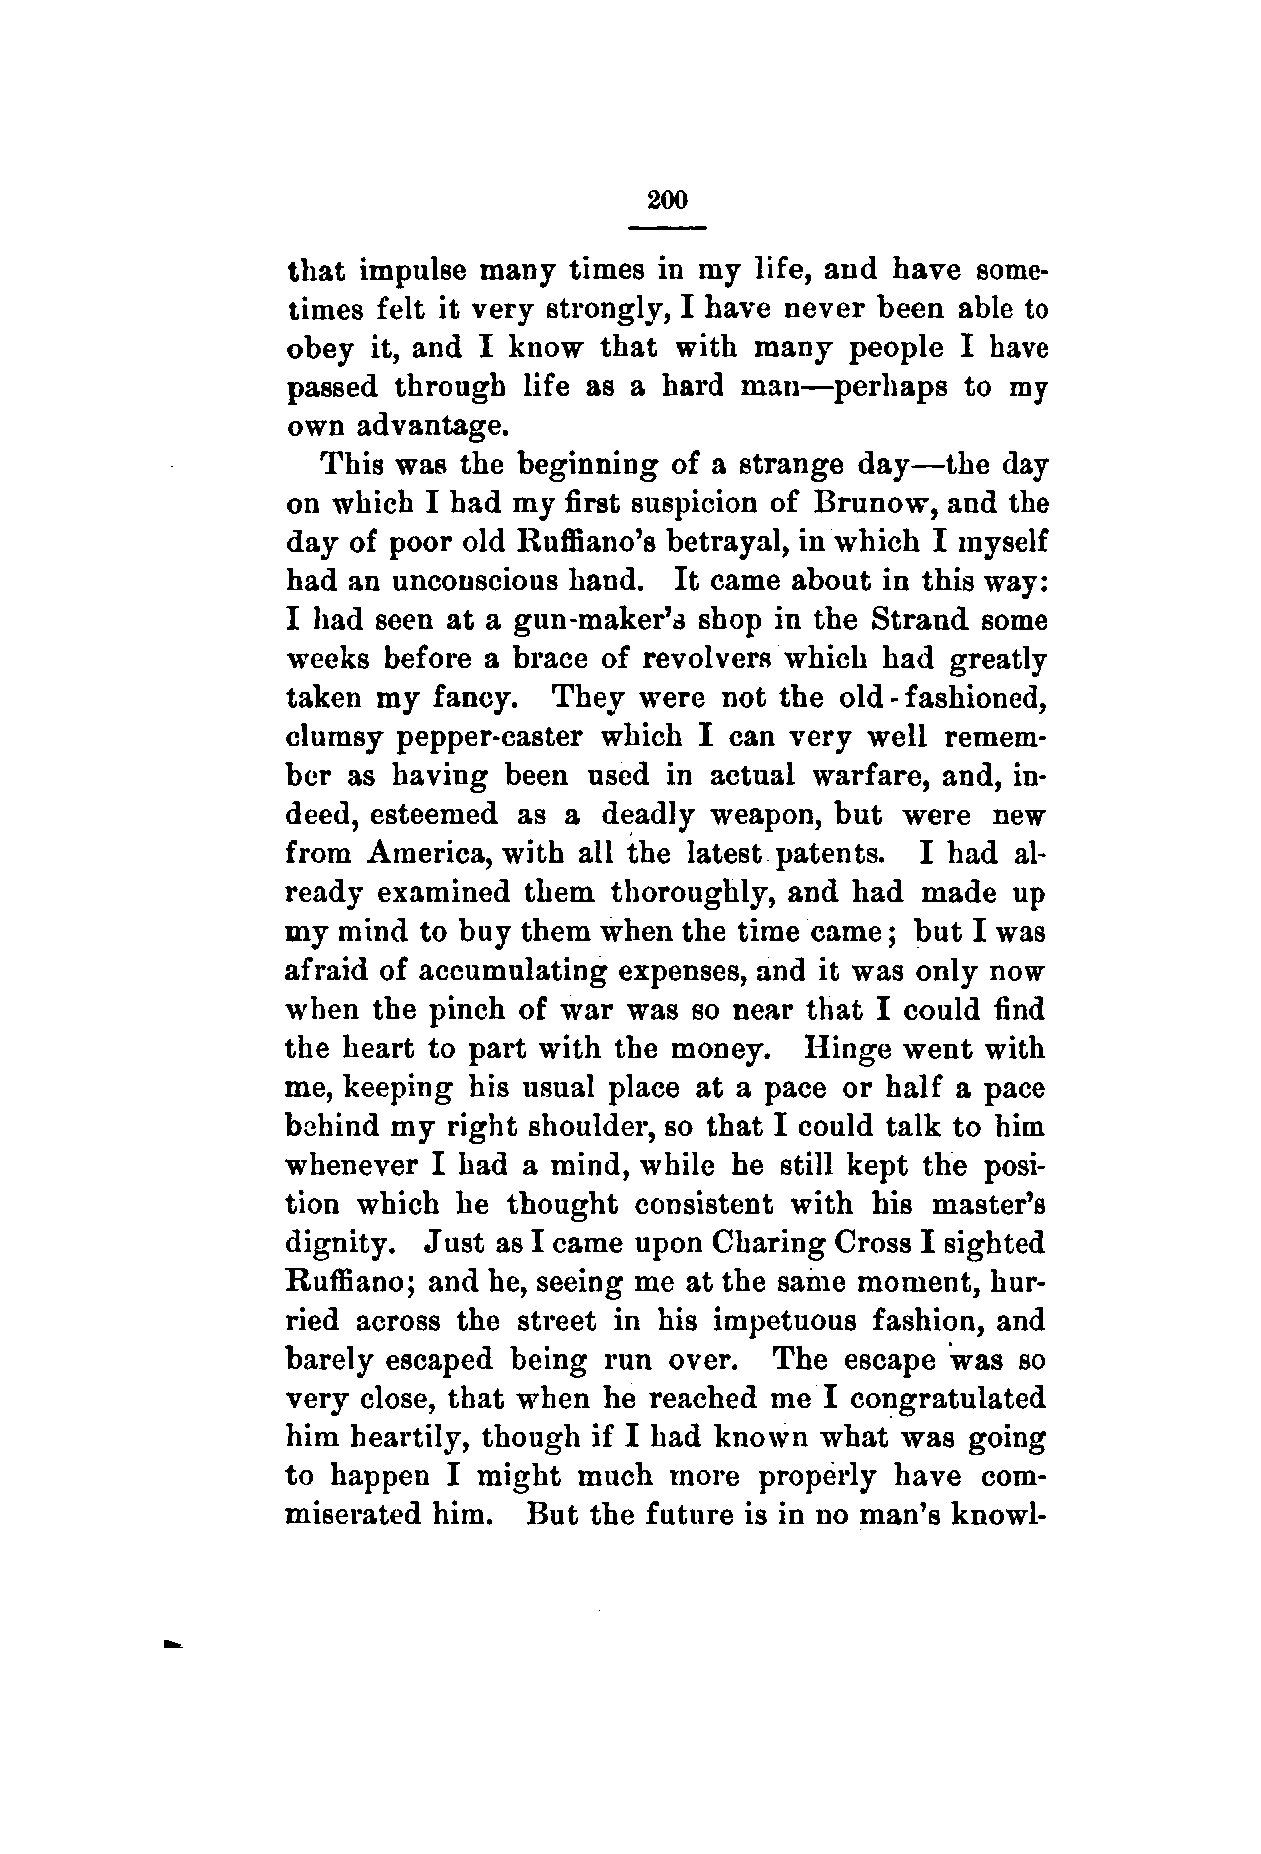 200
that impulse many times in my life, and have some-
times felt it very strongly, I have never been able to
obey it, and I know that with many people I have
passed through life as a hard man—perhaps to my
own advantage.
This was the beginning of a strange day—the day
on which I had my first suspicion of Brunow, and the
day of poor old Ruffiano's betrayal, in which I myself
had an unconscious hand. It came about in this way:
I had seen at a gun-maker's shop in the Strand some
weeks before a brace of revolvers which had greatly
taken my fancy. They were not the old-fashioned,
clumsy pepper-caster which I can very well remem-
ber as having been used in actual warfare, and, in-
deed, esteemed as a deadly weapon, but were new
from America, with all the latest patents. I had al-
ready examined them thoroughly, and had made up
my mind to buy them when the time came; but I was
afraid of accumulating expenses, and it was only now
when the pinch of war was so near that I could find
the heart to part with the money. Hinge went with
me, keeping his usual place at a pace or half a pace
behind my right shoulder, so that I could talk to him
whenever I had a mind, while he still kept the posi-
tion which he thought consistent with his master's
dignity. Just as I came upon Charing Cross I sighted
Ruffiano; and he, seeing me at the same moment, hur-
ried across the street in his impetuous fashion, and
barely escaped being run over. The escape was so
very close, that when he reached me I congratulated
him heartily, though if I had known what was going
to happen I might much more properly have com-
miserated him. But the future is in no man's knowl-